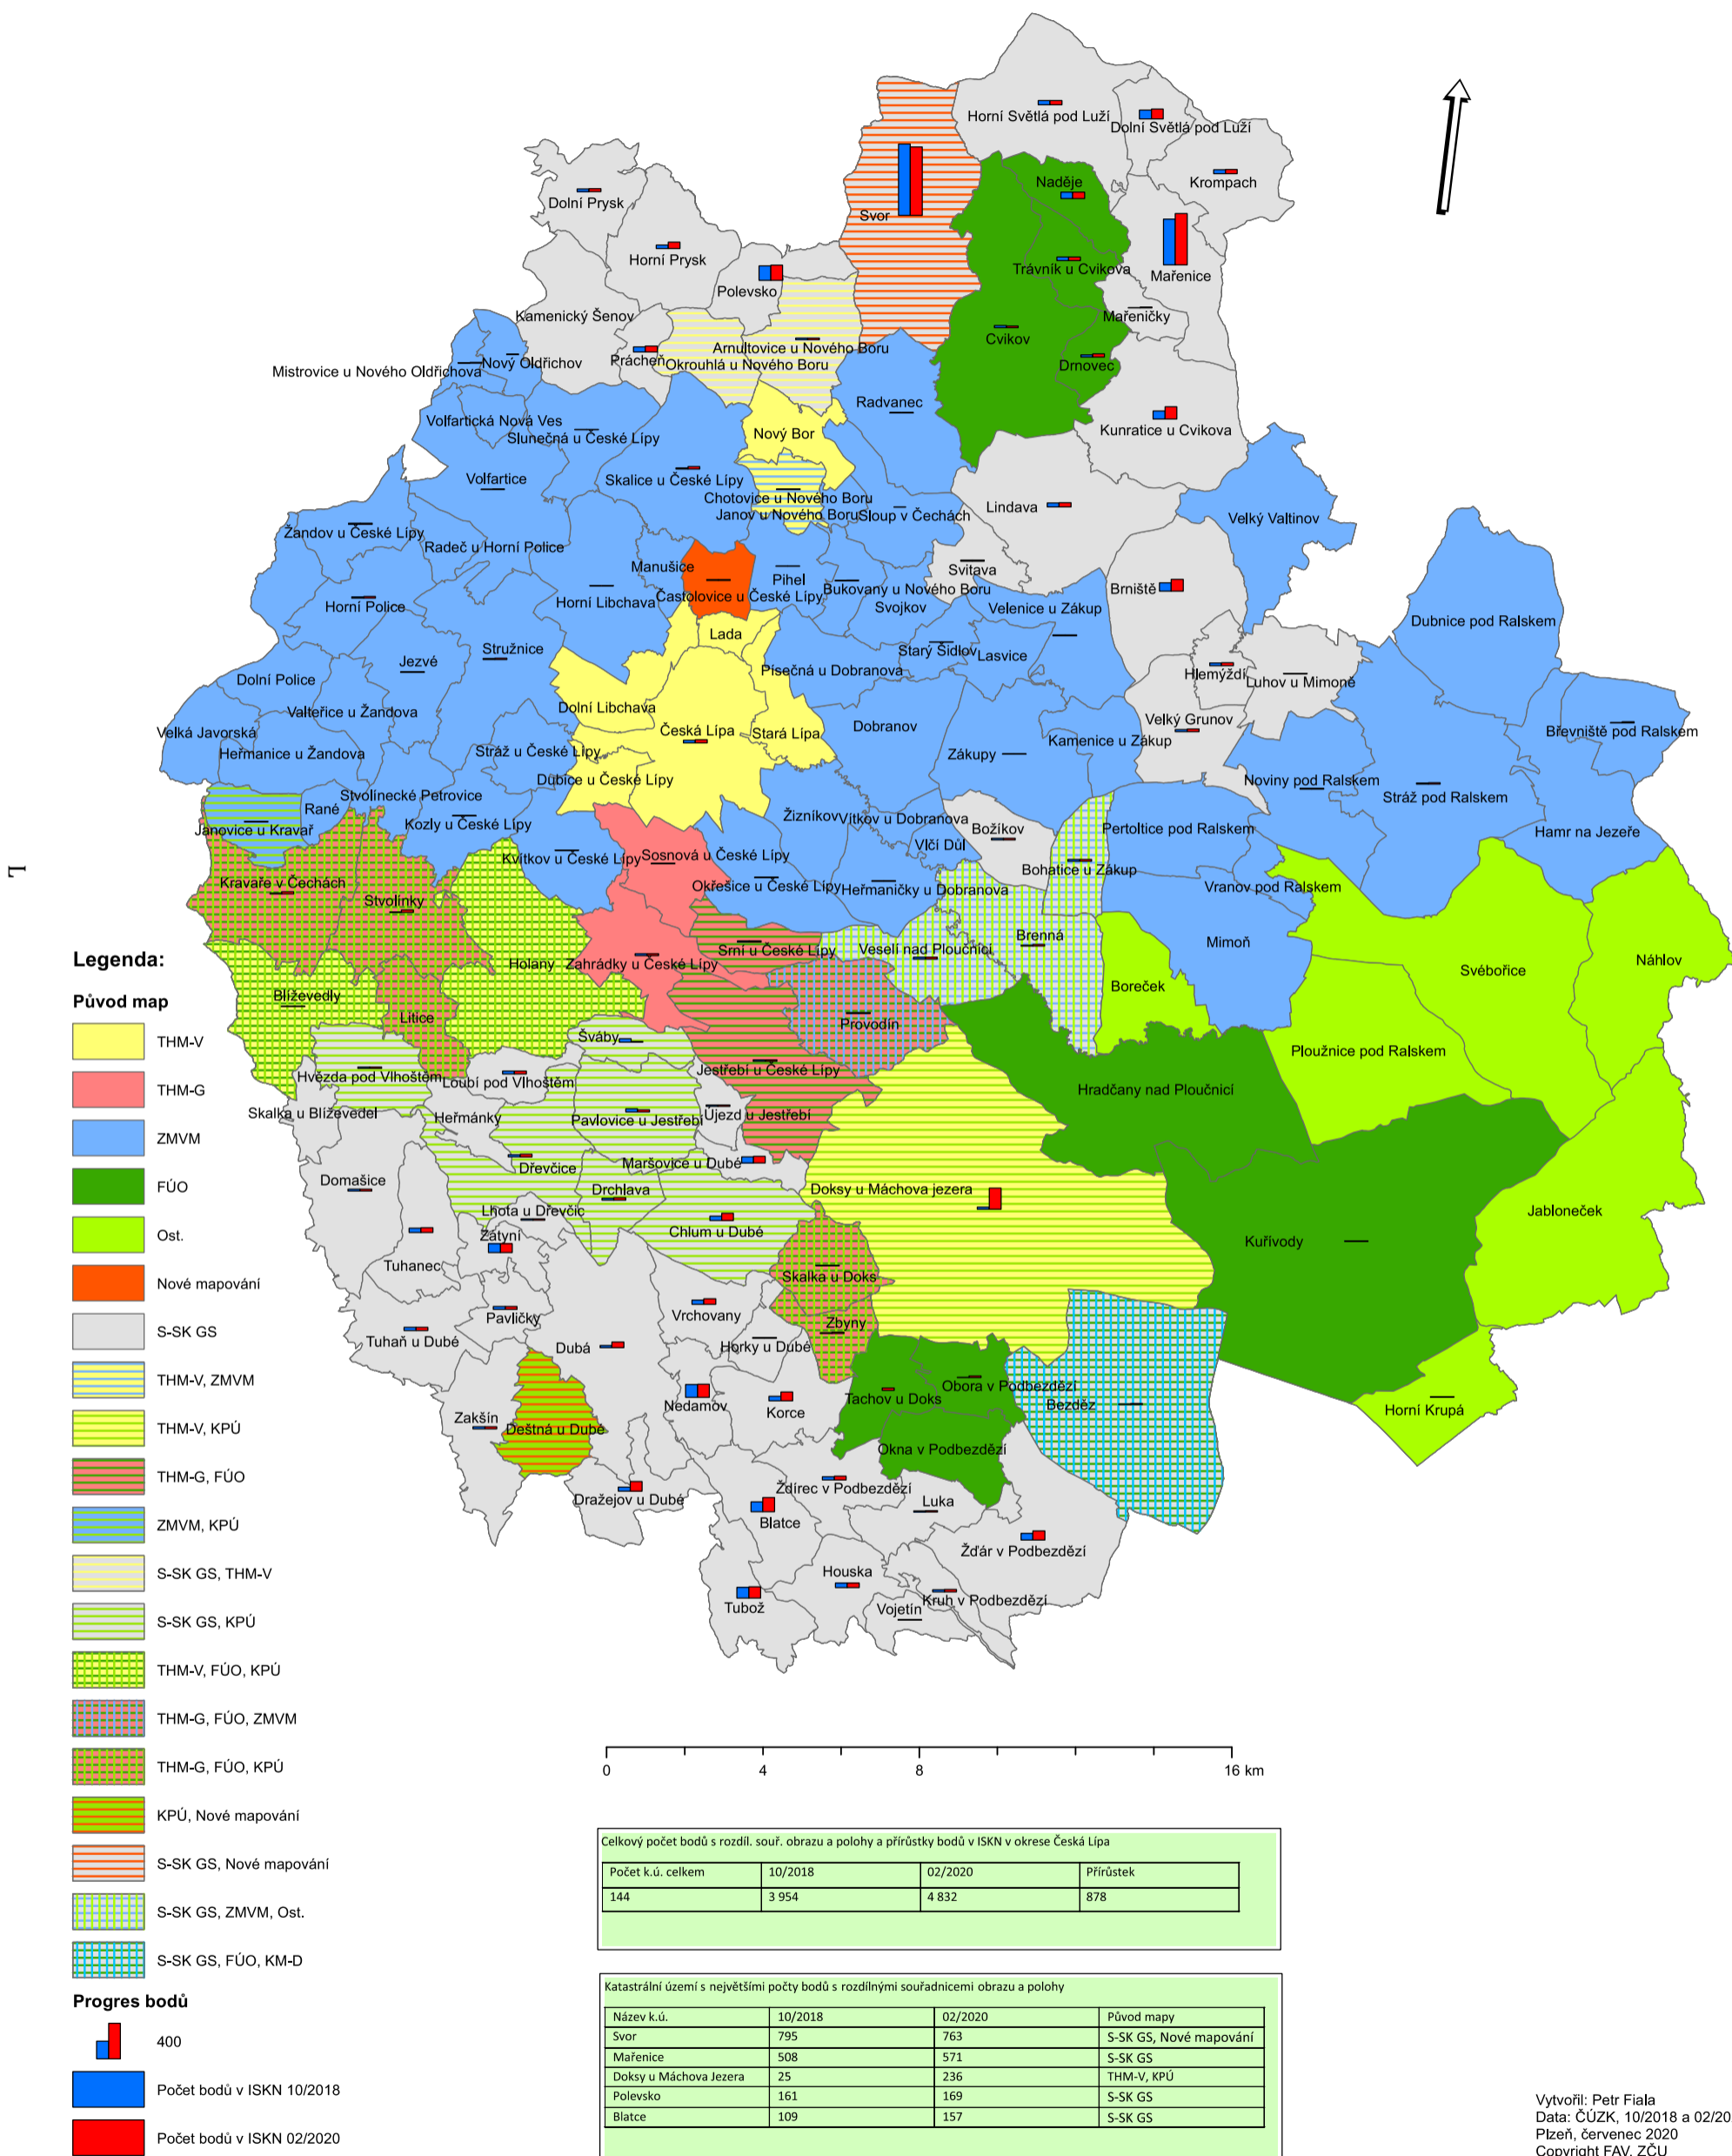 Horní Světlá pod Luží
Dolní Světlá pod Luží
Krompach
Naděje
Dolní Prysk
Svor
Horní Prysk
Trávník u Cvikova
Mařenice
Polevsko
Kamenický Šenov
Mařeničky
Cvikov
Arnultovice u Nového Boru
Prácheň
Okrouhlá u Nového Boru
Nový Oldřichov
Mistrovice u Nového Oldřichova
Drnovec
Radvanec
Volfartická Nová Ves
Slunečná u České Lípy
Nový Bor
Kunratice u Cvikova
Volfartice
Skalice u České Lípy
Chotovice u Nového Boru
Janov u Nového Boru
Sloup v Čechách
Lindava
Velký Valtinov
Žandov u České Lípy
Radeč u Horní Police
Manušice
Pihel
Svitava
Brniště
Horní Police
Horní Libchava
Častolovice u České Lípy
Bukovany u Nového Boru
Svojkov
Velenice u Zákup
Dubnice pod Ralskem
Lada
Stružnice
Starý Šidlov
Lasvice
Jezvé
Písečná u Dobranova
Hlemýždí
Luhov u Mimoně
Dolní Police
Valteřice u Žandova
Dolní Libchava
Česká Lípa
Stará Lípa
Dobranov
Velký Grunov
Velká Javorská
Heřmanice u Žandova
Stráž u České Lípy
Kamenice u Zákup
Zákupy
Břevniště pod Ralskem
Dubice u České Lípy
Noviny pod Ralskem
Stráž pod Ralskem
Stvolínecké Petrovice
Rané
Kozly u České Lípy
Janovice u Kravař
Žizníkov
Vítkov u Dobranova
Božíkov
Pertoltice pod Ralskem
Hamr na Jezeře
Vlčí Důl
Kvítkov u České Lípy
Sosnová u České Lípy
Bohatice u Zákup
Kravaře v Čechách
Okřešice u České Lípy
Heřmaničky u Dobranova
Vranov pod Ralskem
Stvolínky
Brenná
Mimoň
Srní u České Lípy
Veselí nad Ploučnicí
Holany
Zahrádky u České Lípy
Svébořice
Náhlov
Blíževedly
Boreček
Litice
Provodín
Šváby
Ploužnice pod Ralskem
Hvězda pod Vlhoštěm
Loubí pod Vlhoštěm
Jestřebí u České Lípy
Hradčany nad Ploučnicí
Skalka u Blíževedel
Heřmánky
Pavlovice u Jestřebí
Újezd u Jestřebí
Dřevčice
Maršovice u Dubé
Domašice
Drchlava
Doksy u Máchova jezera
Lhota u Dřevčic
Jabloneček
Zátyní
Chlum u Dubé
Kuřívody
Tuhanec
Skalka u Doks
Pavličky
Vrchovany
Zbyny
Tuhaň u Dubé
Dubá
Horky u Dubé
Obora v Podbezdězí
Tachov u Doks
Nedamov
Korce
Bezděz
Horní Krupá
Zakšín
Deštná u Dubé
Okna v Podbezdězí
Ždírec v Podbezdězí
Dražejov u Dubé
Luka
Blatce
Žďár v Podbezdězí
Houska
Kruh v Podbezdězí
Tubož
Vojetín
1
Legenda:
Původ map
THM-V
THM-G
ZMVM
FÚO
Ost.
Nové mapování
S-SK GS
THM-V, ZMVM
THM-V, KPÚ
THM-G, FÚO
ZMVM, KPÚ
S-SK GS, THM-V
S-SK GS, KPÚ
THM-V, FÚO, KPÚ
THM-G, FÚO, ZMVM
THM-G, FÚO, KPÚ
KPÚ, Nové mapování
S-SK GS, Nové mapování
S-SK GS, ZMVM, Ost.
S-SK GS, FÚO, KM-D
Progres bodů
400
Počet bodů v ISKN 10/2018
Počet bodů v ISKN 02/2020
0 4 8 16 km
Celkový počet bodů s rozdíl. souř. obrazu a polohy a přírůstky bodů v ISKN v okrese Česká Lípa
Počet k.ú. celkem 10/2018 02/2020 Přírůstek
144 3 954 4 832 878
Katastrální území s největšími počty bodů s rozdílnými souřadnicemi obrazu a polohy
Název k.ú. 10/2018 02/2020 Původ mapy
Svor 795 763 S-SK GS, Nové mapování
Mařenice 508 571 S-SK GS
Doksy u Máchova Jezera 25 236 THM-V, KPÚ
Polevsko 161 169 S-SK GS
Blatce 109 157 S-SK GS
Vytvořil: Petr Fiala
Data: ČÚZK, 10/2018 a 02/20
Plzeň, červenec 2020
Copyright FAV, ZČU